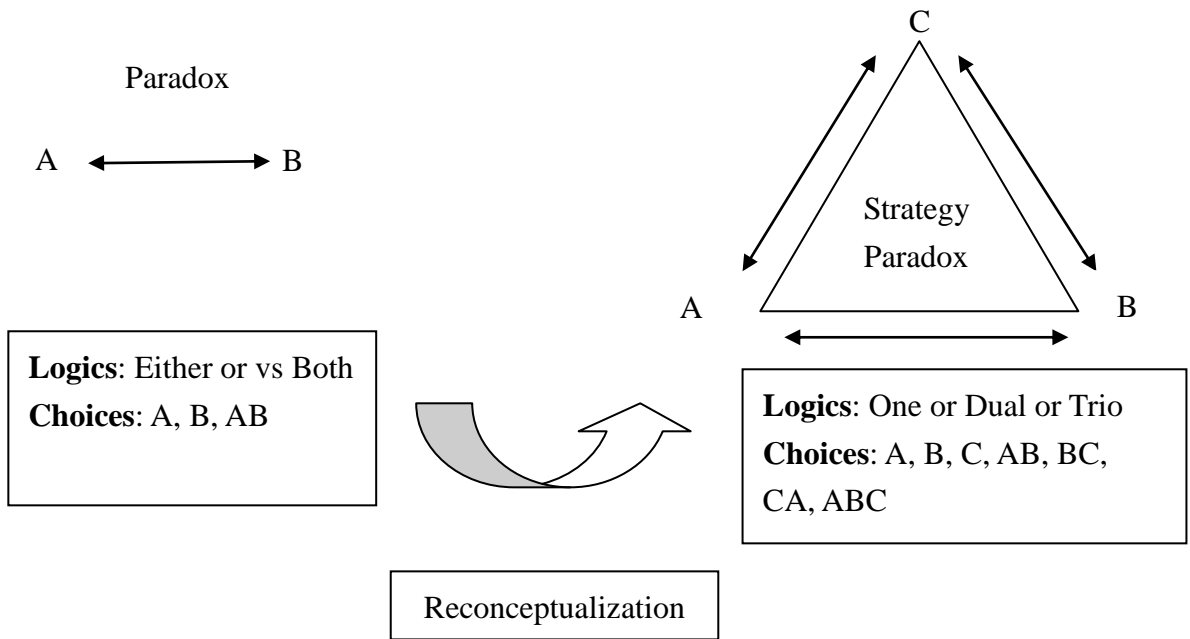 Paradox
A
B
Logics: Either or vs Both
Choices: A, B, AB
C
Strategy
Paradox
A
B
Logics: One or Dual or Trio
Choices: A, B, C, AB, BC,
CA, ABC
Reconceptualization